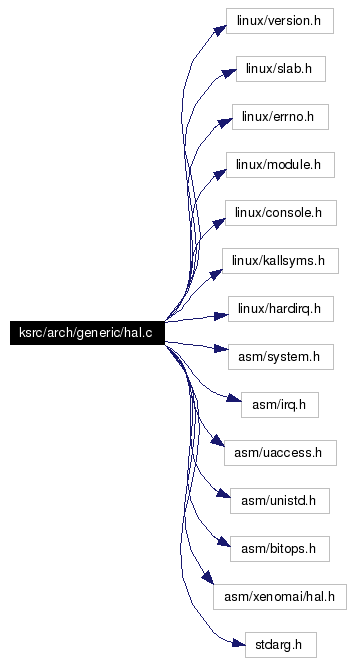 linux/version.h
linux/slab.h
linux/errno.h
linux/module.h
linux/console.h
linux/kallsyms.h
linux/hardirq.h
ksrc/arch/generic/hal.c
asm/system.h
asm/irq.h
asm/uaccess.h
asm/unistd.h
asm/bitops.h
asm/xenomai/hal.h
stdarg.h